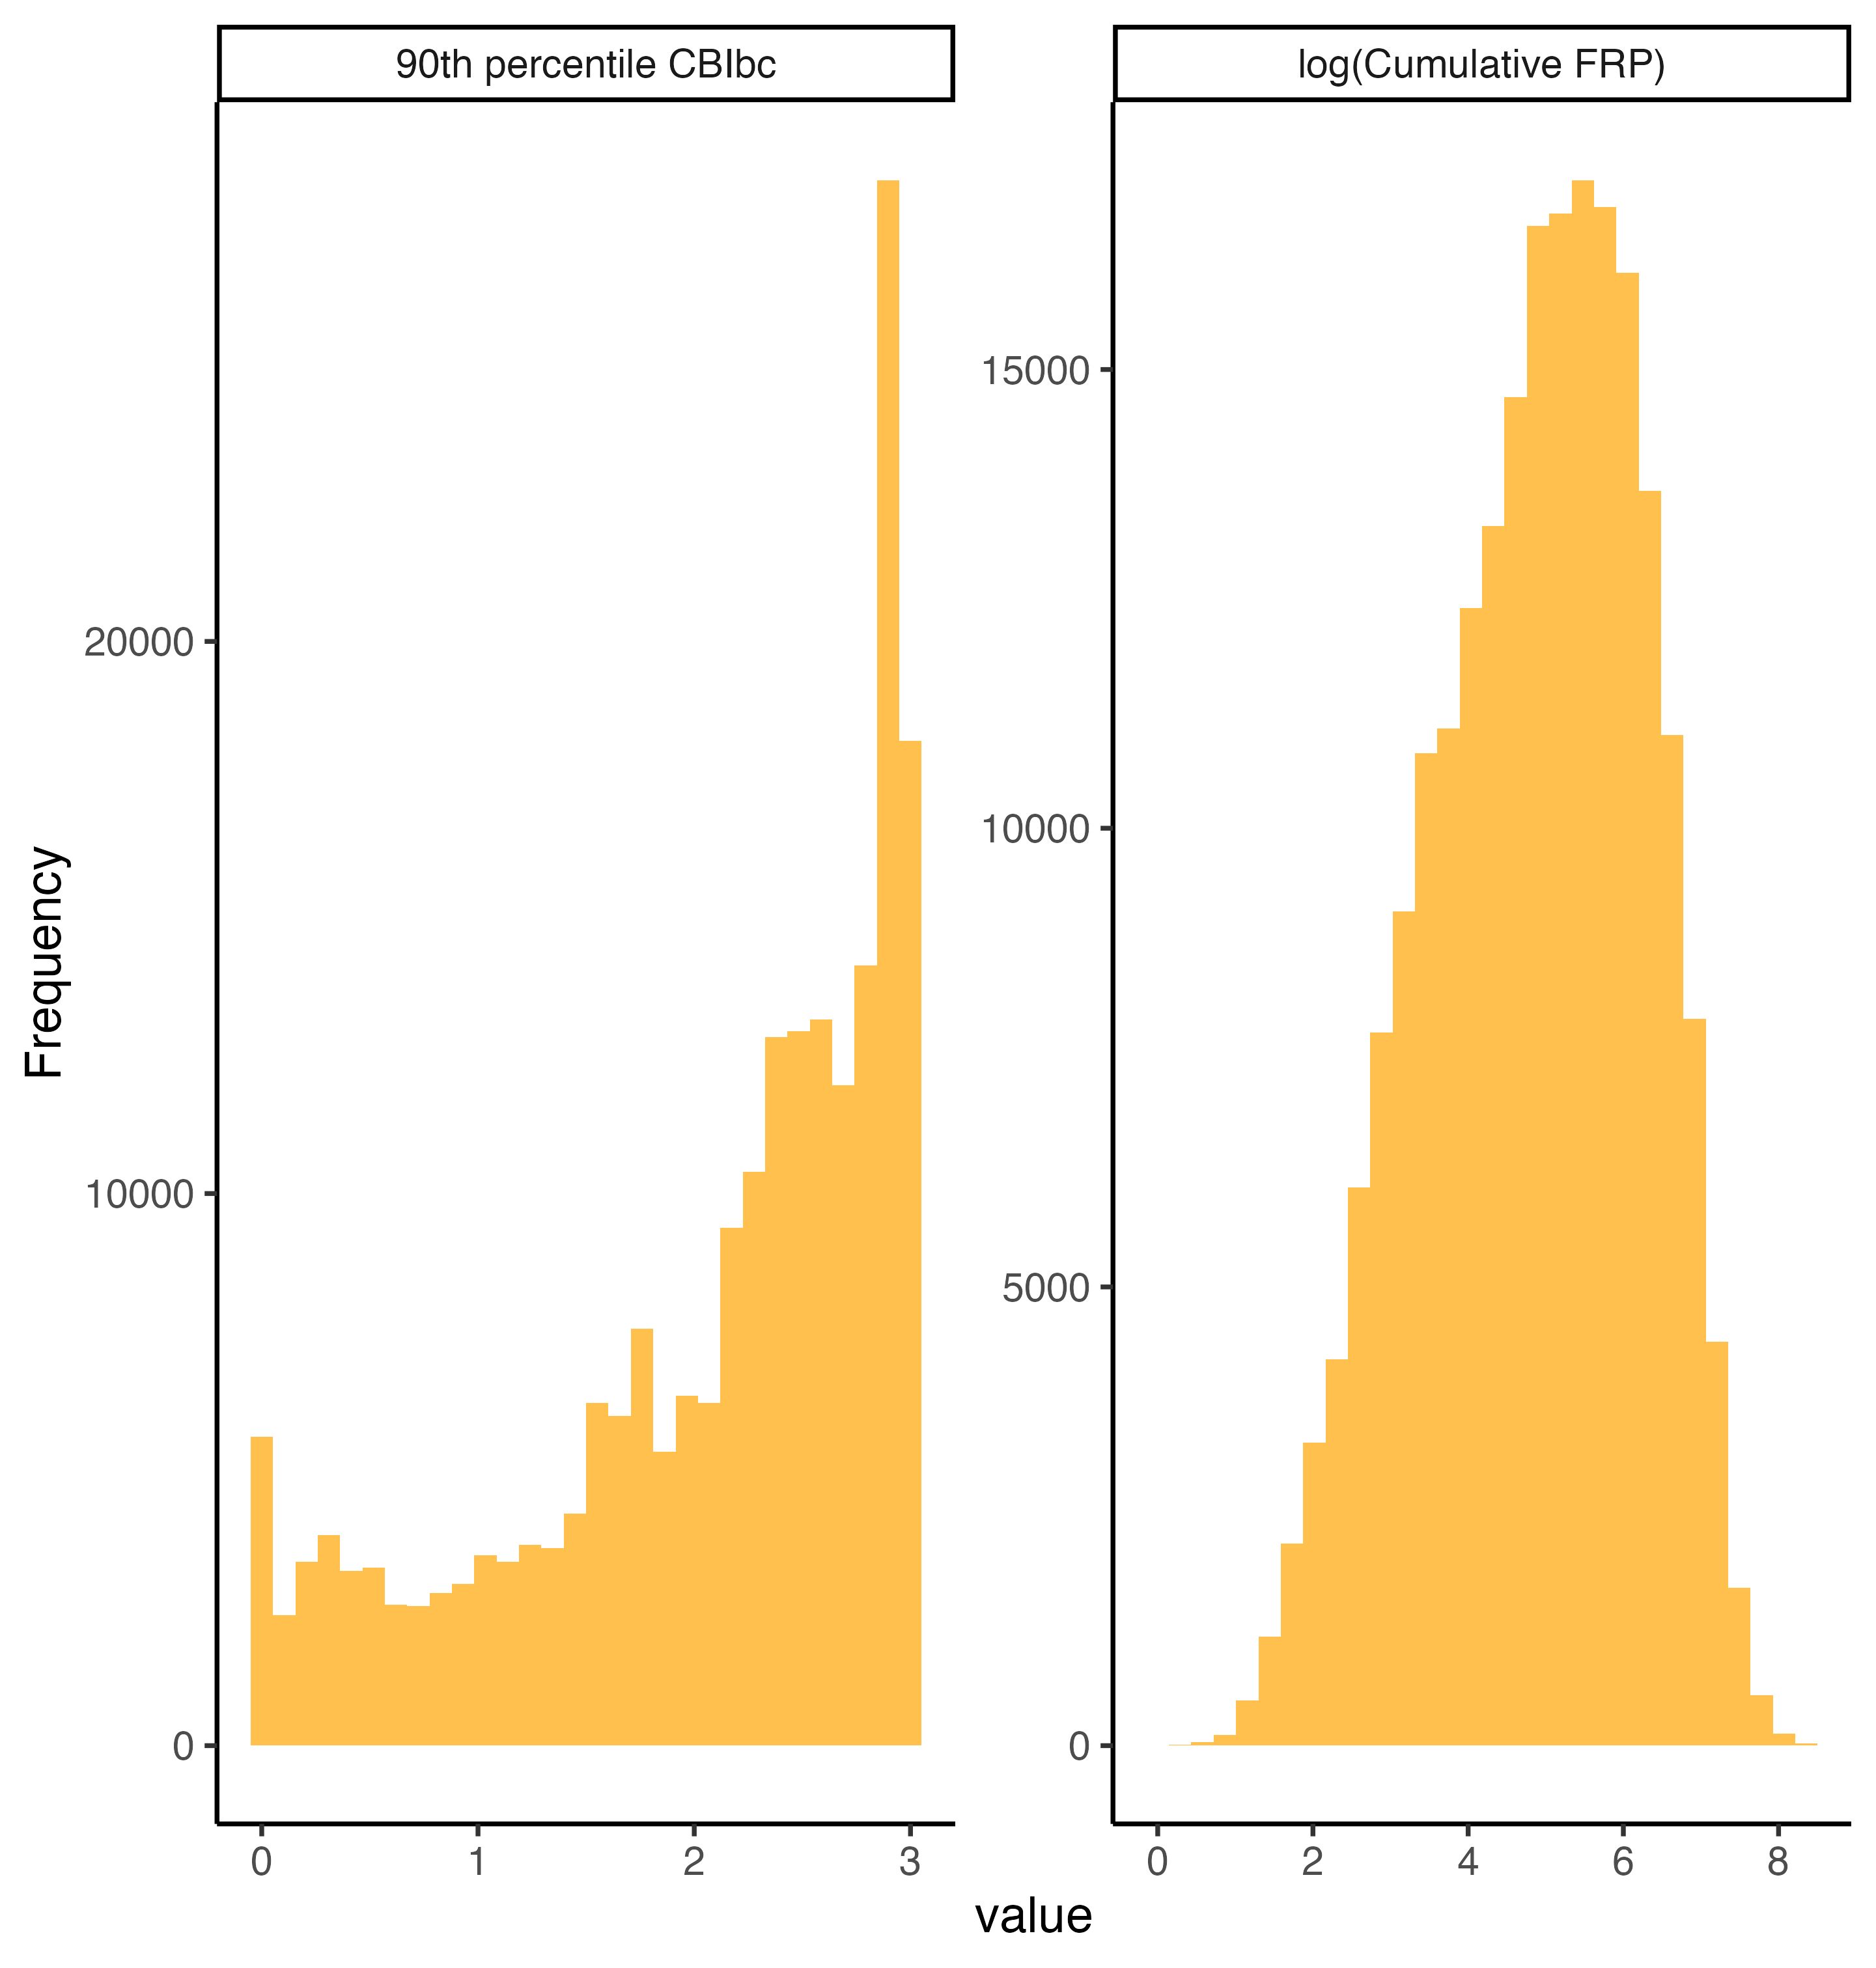 90th percentile CBIbc
log(Cumulative FRP)
Frequency
20000
10000
0
15000
10000
5000
0
0 1 2 3
0 2 4 6 8
value